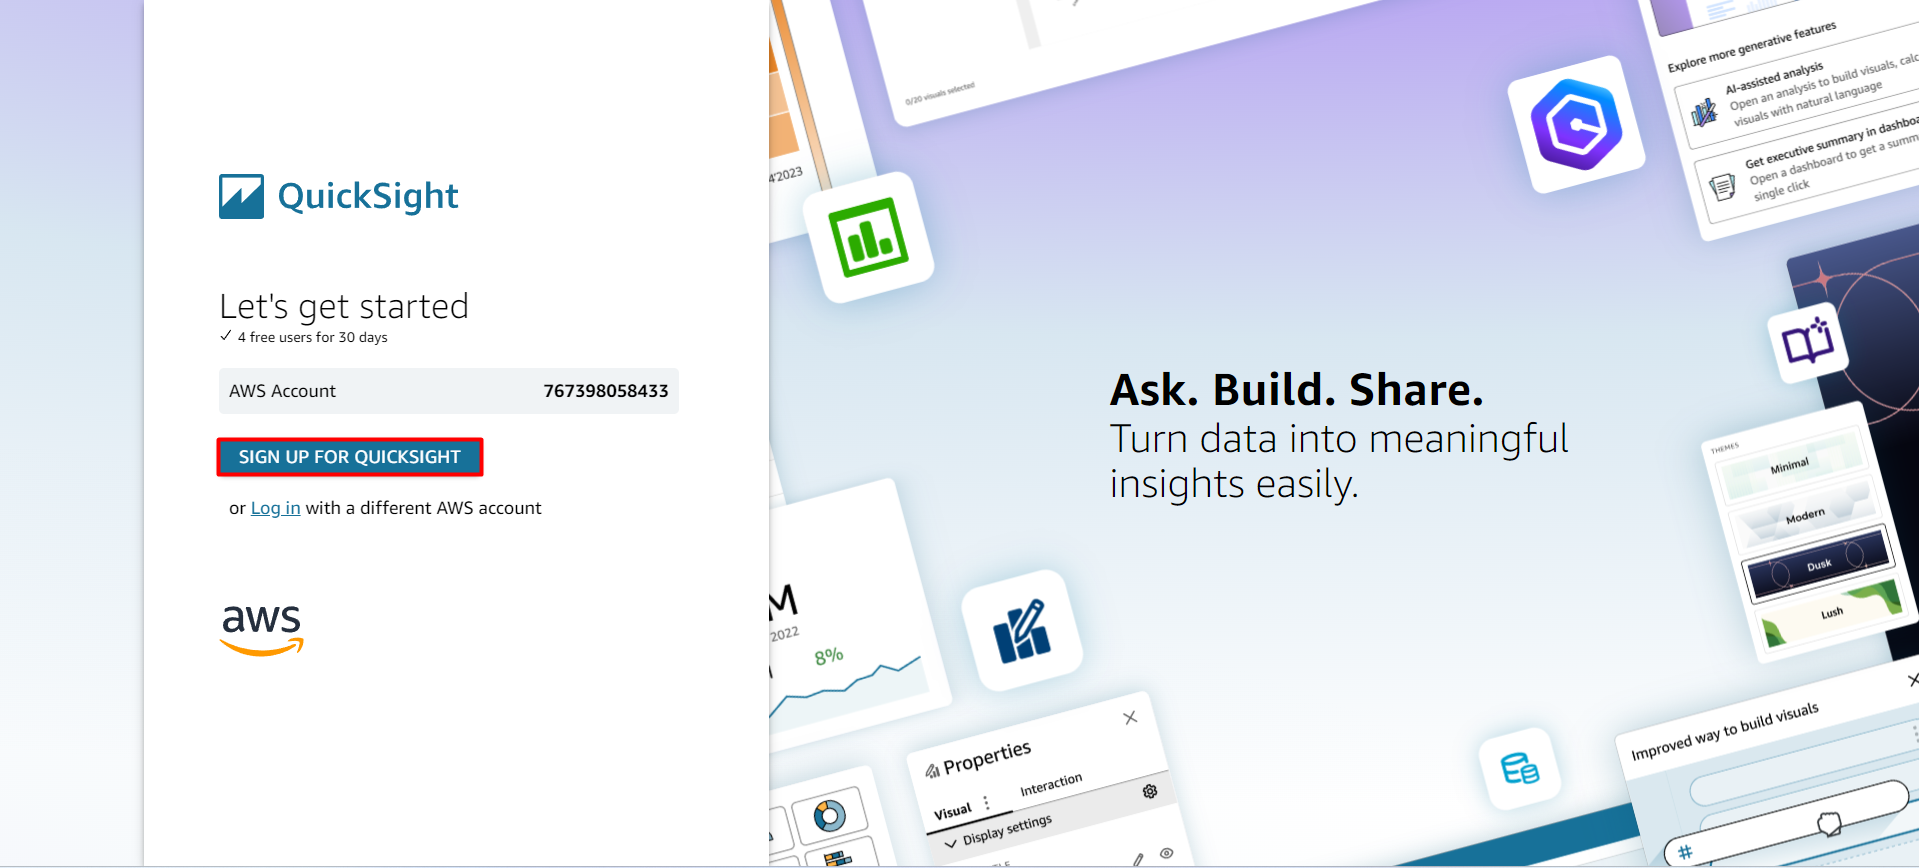 QuickSight
Let's get started
✓ 4 free users for 30 days
AWS Account 767398058433
SIGN UP FOR QUICKSIGHT
or Log in with a different AWS account
aws
0/20 visuals selected
4'2023
Explore more generative features
AI-assisted analysis
Open an analysis to build visuals, calc
visuals with natural language
Get executive summary in dashboa
Open a dashboard to get a summ
single click
Ask. Build. Share.
Turn data into meaningful
insights easily.
THEMES
Minimal
Modern
Dusk
Lush
M
2022
8%
Properties
Visual
Interaction
Display settings
Improved way to build visuals
#